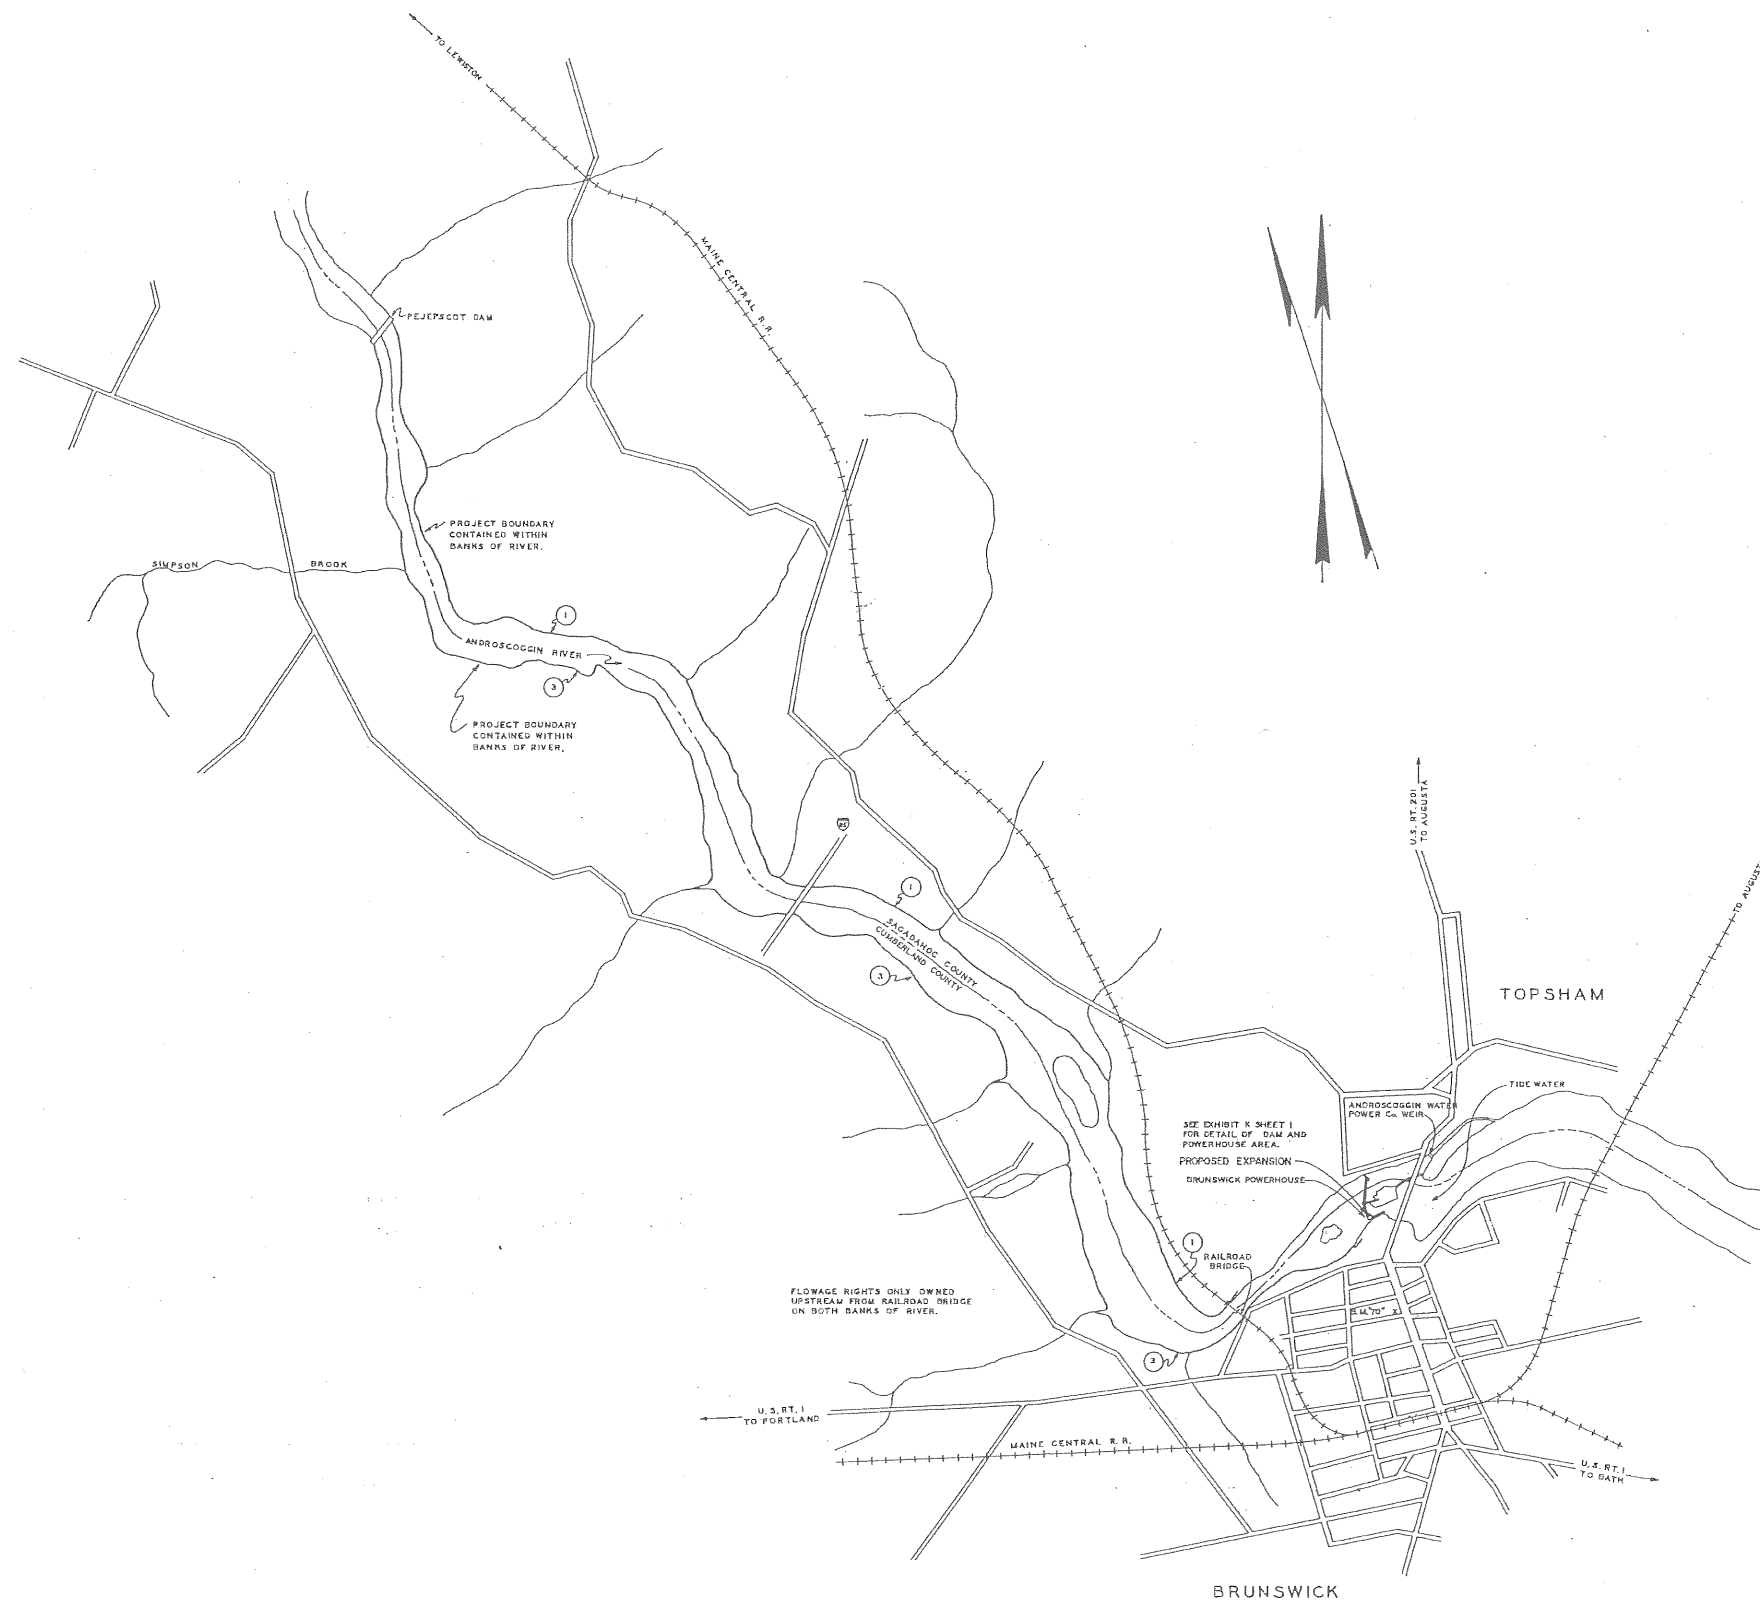 TO LEWISTON
MAINE CENTRAL R.R.
PEJEPSCOT DAM
PROJECT BOUNDARY
CONTAINED WITHIN
BANKS OF RIVER.
SIMPSON BROOK
1
ANDROSCOGGIN RIVER
3
PROJECT BOUNDARY
CONTAINED WITHIN
BANKS OF RIVER.
95
U.S. RT. 201
TO AUGUSTA
1
SAGADAHOC COUNTY
CUMBERLAND COUNTY
3
TO AUGUST
TOPSHAM
TIDE WATER
ANDROSCOGGIN WATER
POWER Co. WEIR
SEE EXHIBIT K SHEET 1
FOR DETAIL OF DAM AND
POWERHOUSE AREA.
PROPOSED EXPANSION
BRUNSWICK POWERHOUSE
1
RAILROAD
BRIDGE
FLOWAGE RIGHTS ONLY OWNED
UPSTREAM FROM RAILROAD BRIDGE
ON BOTH BANKS OF RIVER.
B.M. "70" X
3
U.S. RT. 1
TO PORTLAND
MAINE CENTRAL R.R.
U.S. RT. 1
TO BATH
BRUNSWICK